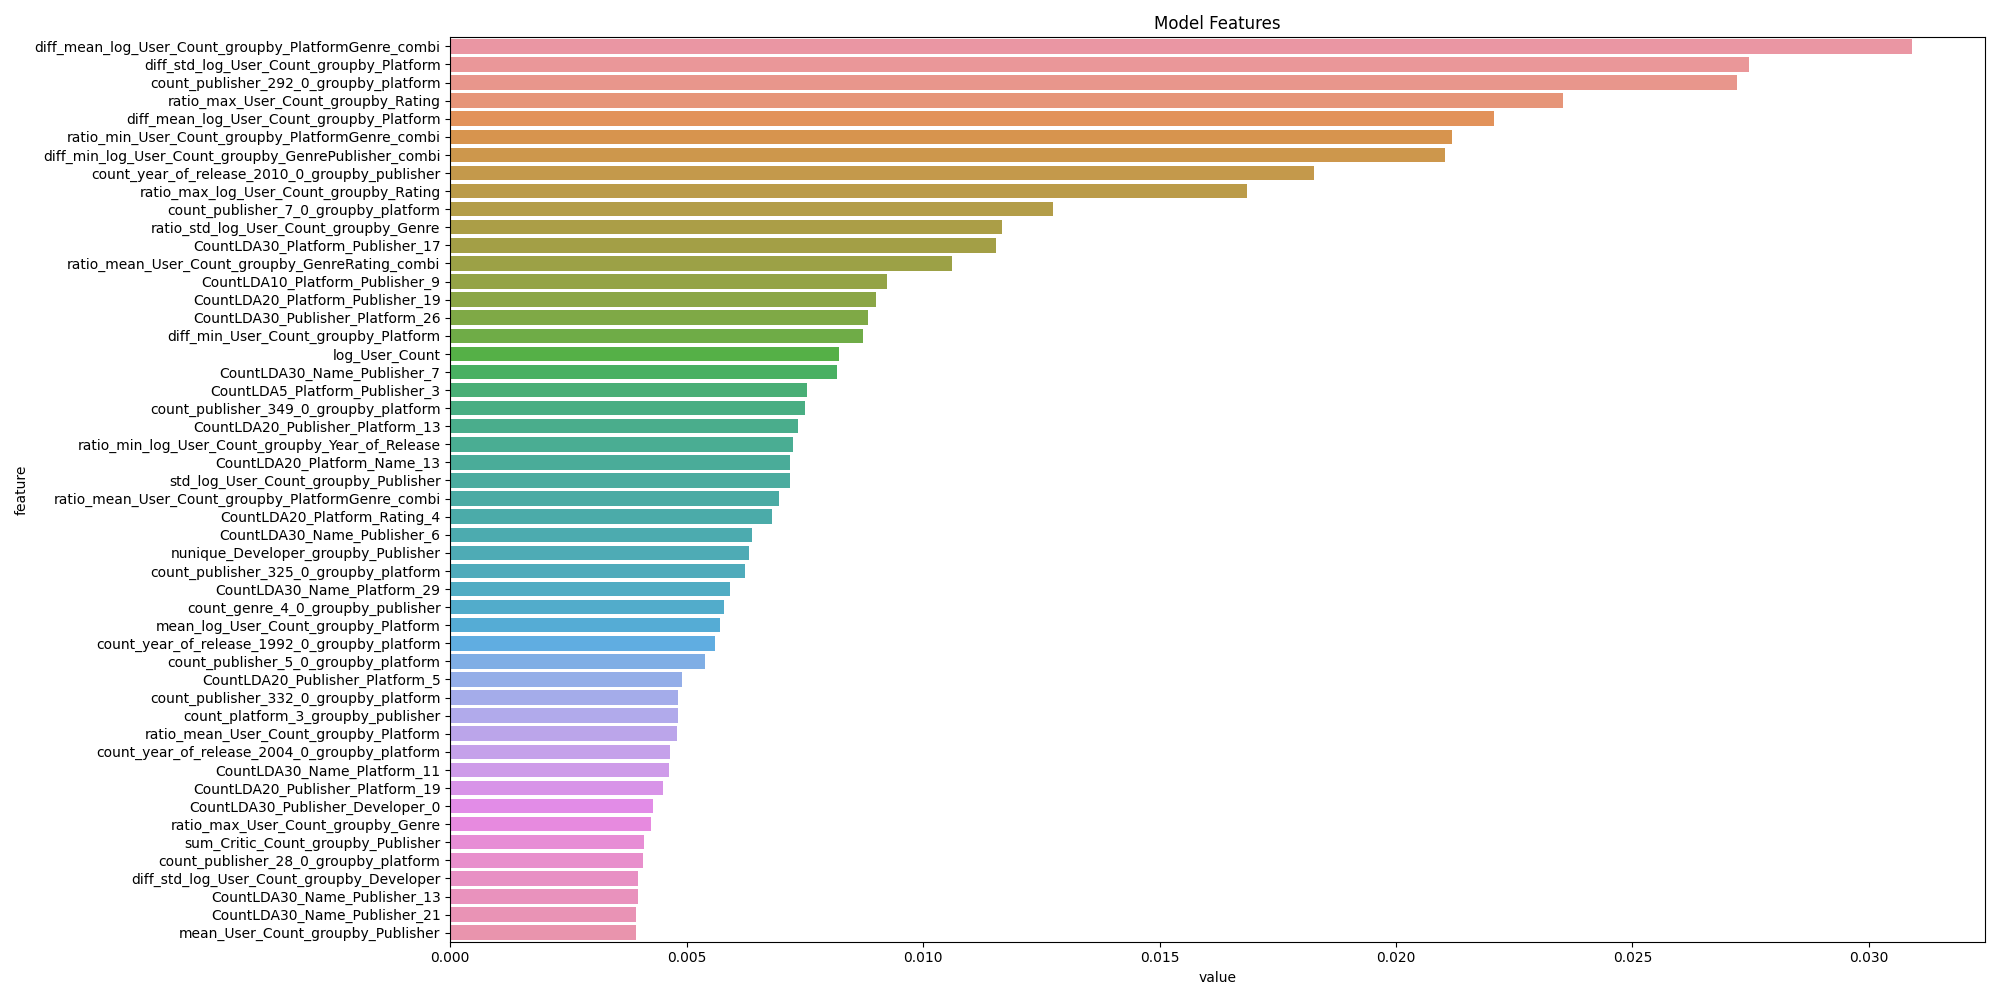 Model Features
diff_mean_log_User_Count_groupby_PlatformGenre_combi
diff_std_log_User_Count_groupby_Platform
count_publisher_292_0_groupby_platform
ratio_max_User_Count_groupby_Rating
diff_mean_log_User_Count_groupby_Platform
ratio_min_User_Count_groupby_PlatformGenre_combi
diff_min_log_User_Count_groupby_GenrePublisher_combi
count_year_of_release_2010_0_groupby_publisher
ratio_max_log_User_Count_groupby_Rating
count_publisher_7_0_groupby_platform
ratio_std_log_User_Count_groupby_Genre
CountLDA30_Platform_Publisher_17
ratio_mean_User_Count_groupby_GenreRating_combi
CountLDA10_Platform_Publisher_9
CountLDA20_Platform_Publisher_19
CountLDA30_Publisher_Platform_26
diff_min_User_Count_groupby_Platform
log_User_Count
CountLDA30_Name_Publisher_7
CountLDA5_Platform_Publisher_3
count_publisher_349_0_groupby_platform
CountLDA20_Publisher_Platform_13
ratio_min_log_User_Count_groupby_Year_of_Release
CountLDA20_Platform_Name_13
std_log_User_Count_groupby_Publisher
ratio_mean_User_Count_groupby_PlatformGenre_combi
CountLDA20_Platform_Rating_4
CountLDA30_Name_Publisher_6
nunique_Developer_groupby_Publisher
count_publisher_325_0_groupby_platform
CountLDA30_Name_Platform_29
count_genre_4_0_groupby_publisher
mean_log_User_Count_groupby_Platform
count_year_of_release_1992_0_groupby_platform
count_publisher_5_0_groupby_platform
CountLDA20_Publisher_Platform_5
count_publisher_332_0_groupby_platform
count_platform_3_groupby_publisher
ratio_mean_User_Count_groupby_Platform
count_year_of_release_2004_0_groupby_platform
CountLDA30_Name_Platform_11
CountLDA20_Publisher_Platform_19
CountLDA30_Publisher_Developer_0
ratio_max_User_Count_groupby_Genre
sum_Critic_Count_groupby_Publisher
count_publisher_28_0_groupby_platform
diff_std_log_User_Count_groupby_Developer
CountLDA30_Name_Publisher_13
CountLDA30_Name_Publisher_21
mean_User_Count_groupby_Publisher
feature
0.000 0.005 0.010 0.015 0.020 0.025 0.030
value